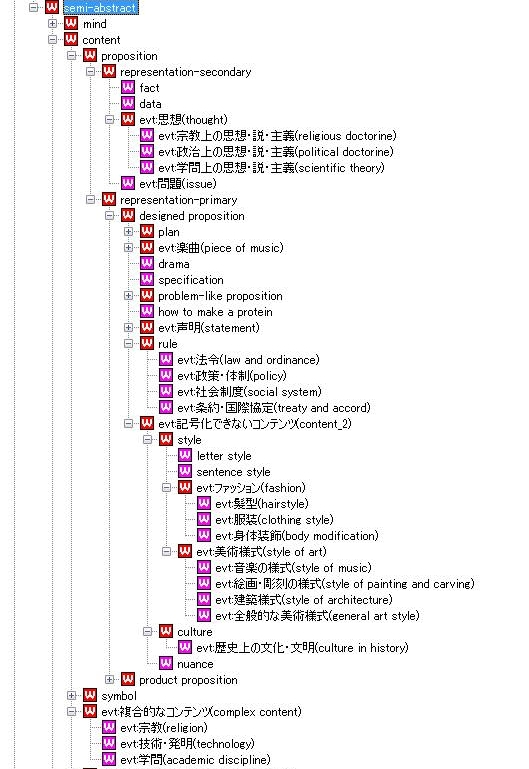 semi-abstract
mind
content
proposition
representation-secondary
fact
data
evt:思想(thought)
evt:宗教上の思想・説・主義(religious doctorine)
evt:政治上の思想・説・主義(political doctorine)
evt:学問上の思想・説・主義(scientific theory)
evt:問題(issue)
representation-primary
designed proposition
plan
evt:楽曲(piece of music)
drama
specification
problem-like proposition
how to make a protein
evt:声明(statement)
rule
evt:法令(law and ordinance)
evt:政策・体制(policy)
evt:社会制度(social system)
evt:条約・国際協定(treaty and accord)
evt:記号化できないコンテンツ(content_2)
style
letter style
sentence style
evt:ファッション(fashion)
evt:髪型(hairstyle)
evt:服装(clothing style)
evt:身体装飾(body modification)
evt:美術様式(style of art)
evt:音楽の様式(style of music)
evt:絵画・彫刻の様式(style of painting and carving)
evt:建築様式(style of architecture)
evt:全般的な美術様式(general art style)
culture
evt:歴史上の文化・文明(culture in history)
nuance
product proposition
symbol
evt:複合的なコンテンツ(complex content)
evt:宗教(religion)
evt:技術・発明(technology)
evt:学問(academic discipline)